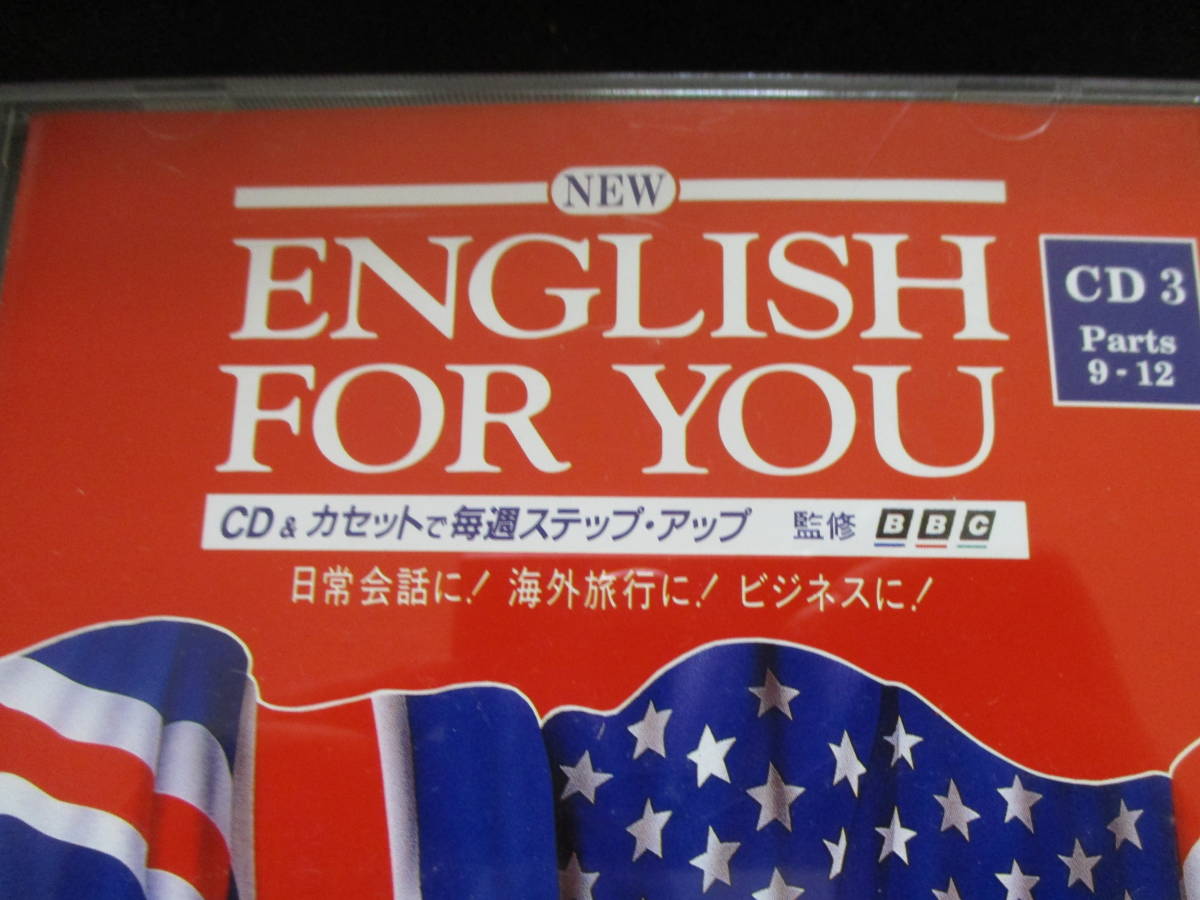 NEW
ENGLISH
FOR YOU
CD 3
Parts
9 - 12
CD & カセットで毎週ステップ・アップ 監修 BBC
日常会話に! 海外旅行に! ビジネスに!